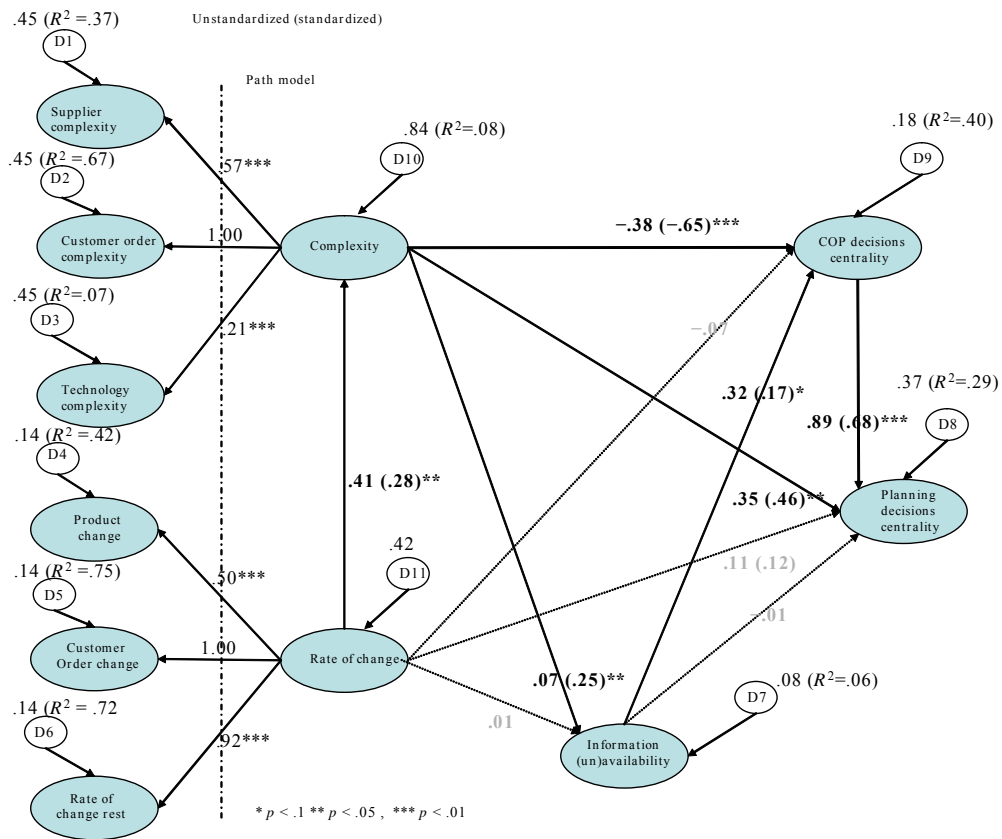 .45 (R² =.37)
Unstandardized (standardized)
D1
Path model
Supplier
complexity
.84 (R²=.08)
.18 (R²=.40)
.45 (R² =.67)
D10
D9
D2
.57***
Customer order
complexity
1.00
Complexity
−.38 (−.65)***
COP decisions
centrality
.45 (R²=.07)
D3
.21***
−.07
Technology
complexity
.32 (.17)*
.37 (R²=.29)
.89 (.68)***
D8
.14 (R²=.42)
D4
.41 (.28)**
.35 (.46)**
Product
change
Planning
decisions
centrality
.42
.14 (R²=.75)
D11
.11 (.12)
D5
.50***
−.01
Customer
Order change
1.00
Rate of change
.07 (.25)**
.08 (R²=.06)
D7
.14 (R² = .72
D6
.01
.92***
Information
(un)availability
Rate of
change rest
* p < .1 ** p < .05 , *** p < .01